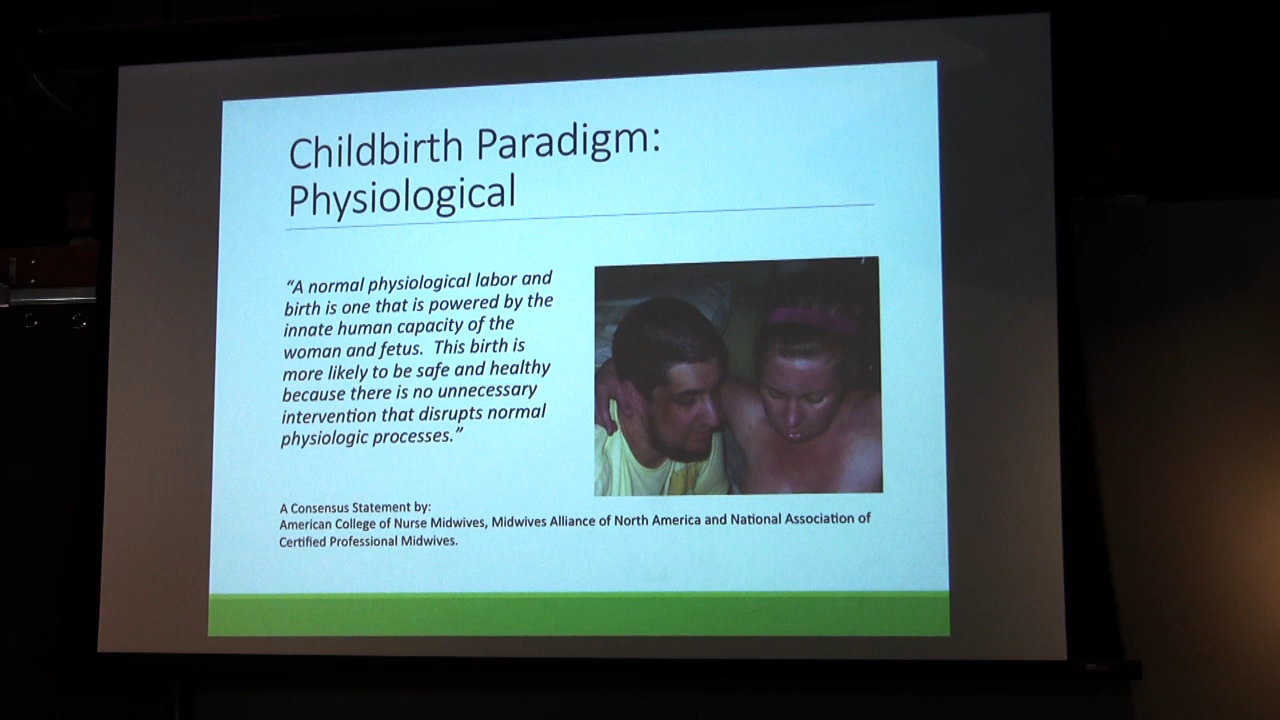 Childbirth Paradigm:
Physiological
“A normal physiological labor and
birth is one that is powered by the
innate human capacity of the
woman and fetus.  This birth is
more likely to be safe and healthy
because there is no unnecessary
intervention that disrupts normal
physiologic processes.”
A Consensus Statement by:
American College of Nurse Midwives, Midwives Alliance of North America and National Association of
Certified Professional Midwives.